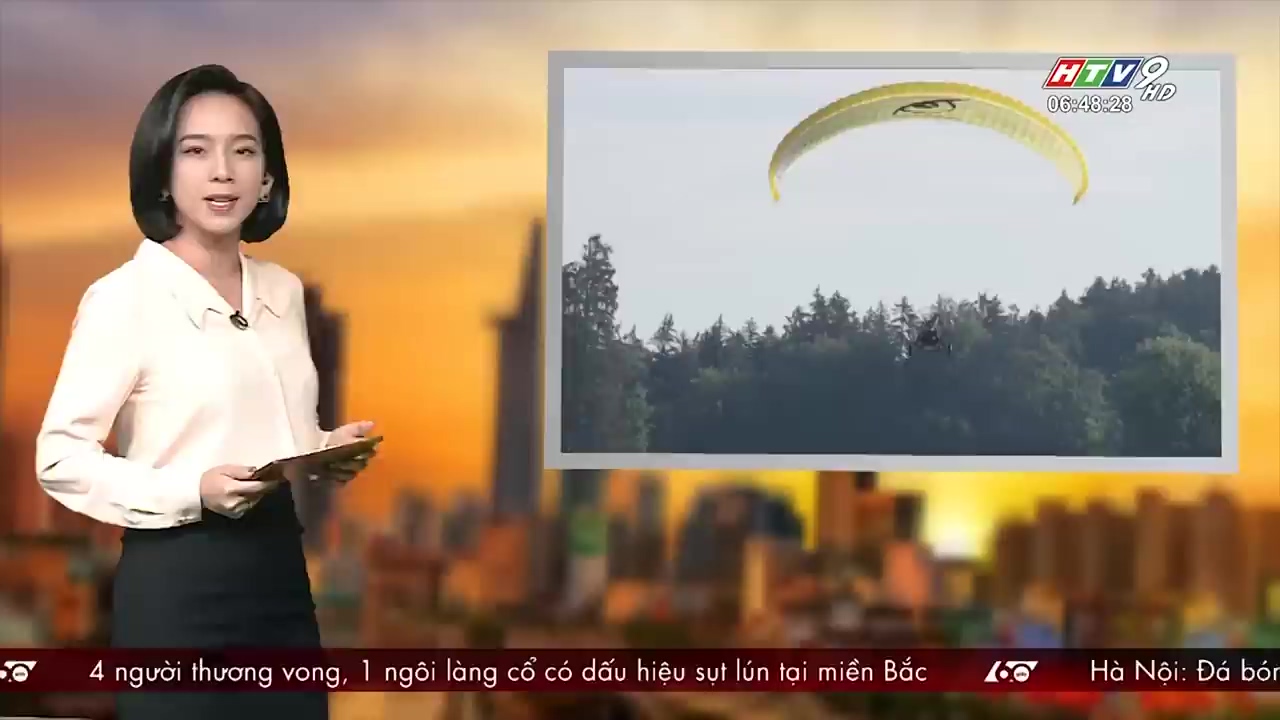 HTV9
HD
06:48:28
4 người thương vong, 1 ngôi làng cổ có dấu hiệu sụt lún tại miền Bắc
Hà Nội: Đá